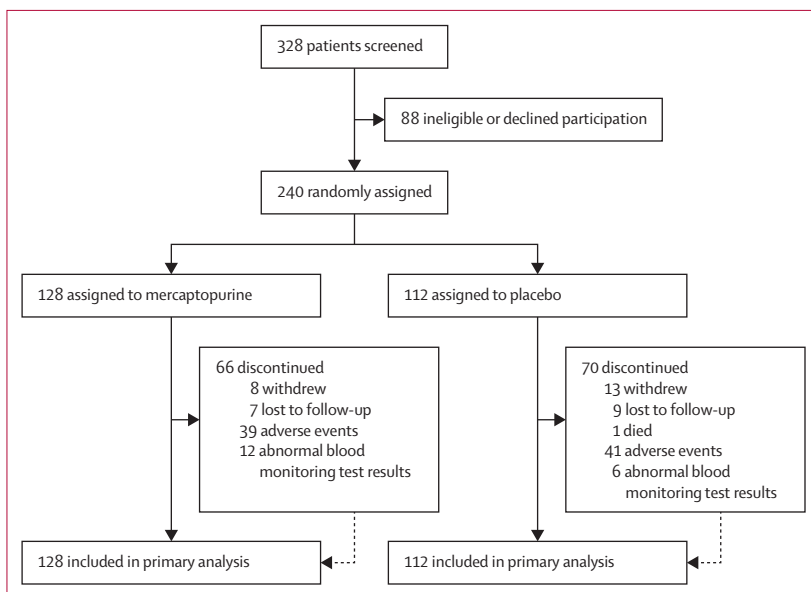 328 patients screened
88 ineligible or declined participation
240 randomly assigned
128 assigned to mercaptopurine
112 assigned to placebo
66 discontinued
8 withdrew
7 lost to follow-up
39 adverse events
12 abnormal blood
monitoring test results
70 discontinued
13 withdrew
9 lost to follow-up
1 died
41 adverse events
6 abnormal blood
monitoring test results
128 included in primary analysis
112 included in primary analysis